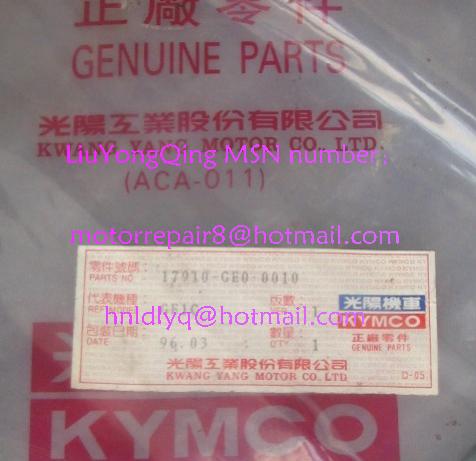 正廠零件
GENUINE PARTS
光陽工業股份有限公司
KWANG YANG MOTOR CO., LTD.
LiuYongQing MSN number:
(ACA-011)
motorrepair8@hotmail.com
零件號碼:
PARTS NO
17910-GE0-0010
代表機種:
版數:
1
hnldlyq@hotmail.com
包裝日期:
DATE
96.03
數量:
QTY
1
光陽機車
KYMCO
正廠零件
GENUINE PARTS
光陽工業股份有限公司
KWANG YANG MOTOR CO. LTD
D-05
光
KYMCO